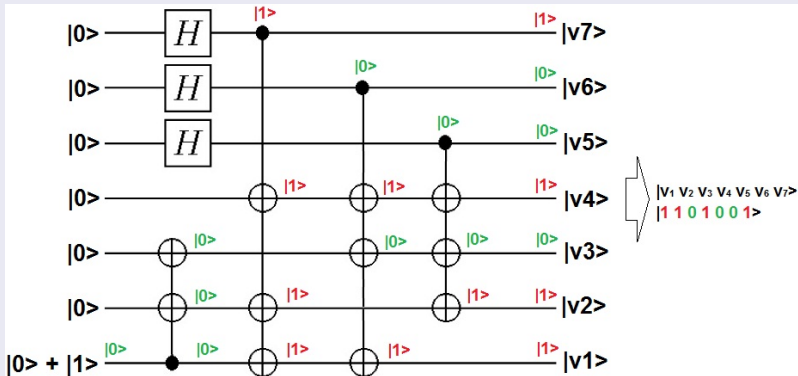 |1> |1>
|0> H |v7>
|0> |0>
|0> H |v6>
|0> |0>
|0> H |v5>
|1> |1> |1>
|0> |v4>
|V₁ V₂ V₃ V₄ V₅ V₆ V₇>
|1 1 0 1 0 0 1>
|0> |0> |0> |0>
|0> |v3>
|0> |1> |1> |1>
|0> |v2>
|0> |0> |1> |1> |1>
|0> + |1> |v1>